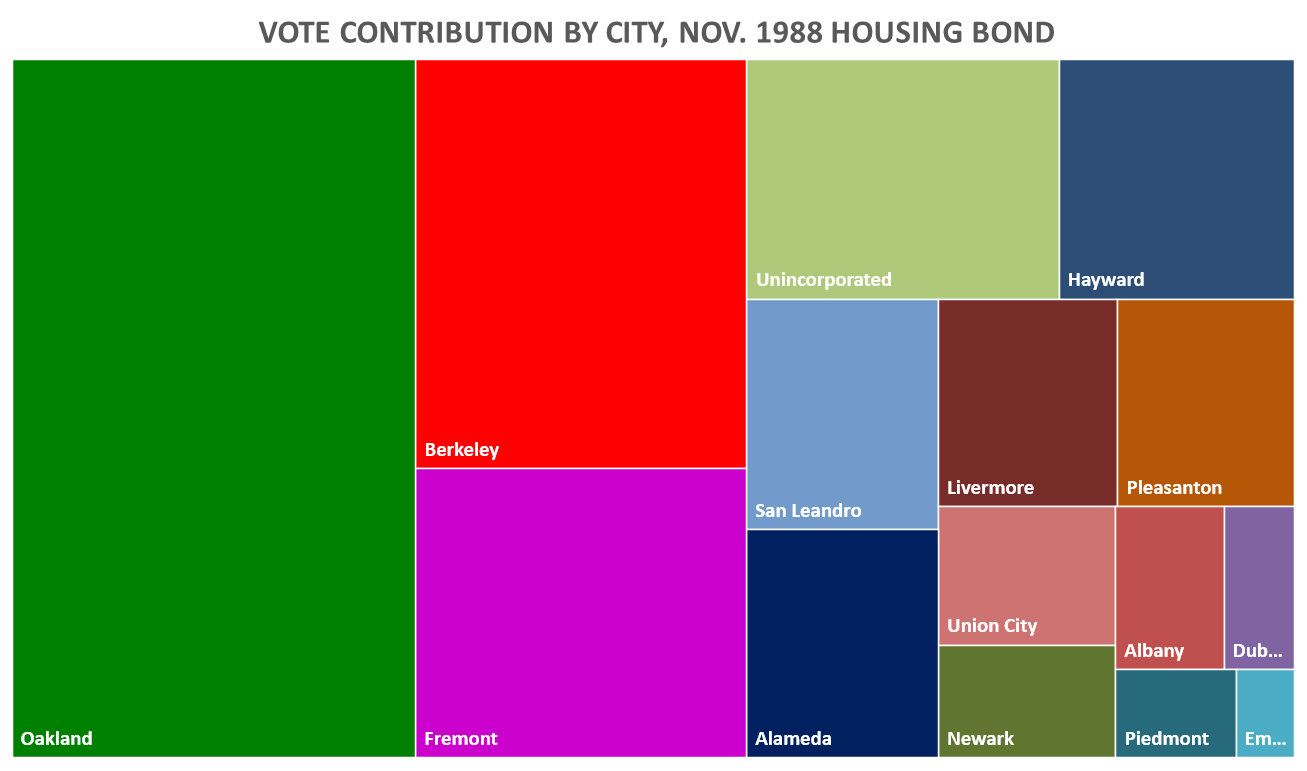 VOTE CONTRIBUTION BY CITY, NOV. 1988 HOUSING BOND
Unincorporated
Hayward
Berkeley
Livermore
Pleasanton
San Leandro
Union City
Albany
Dub...
Oakland
Fremont
Alameda
Newark
Piedmont
Em...